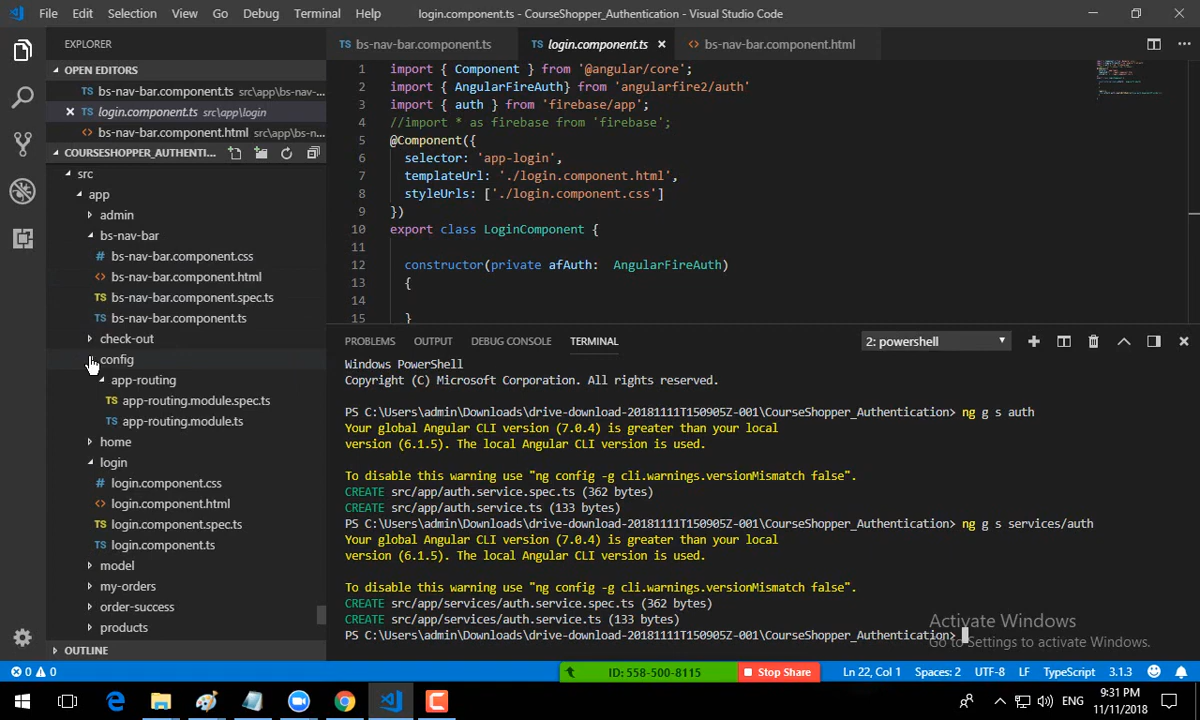 File Edit Selection View Go Debug Terminal Help login.component.ts - CourseShopper_Authentication - Visual Studio Code
EXPLORER
OPEN EDITORS
TS bs-nav-bar.component.ts src\app\bs-nav-...
TS login.component.ts src\app\login
<> bs-nav-bar.component.html src\app\bs-n...
COURSESHOPPER_AUTHENTI...
src
app
admin
bs-nav-bar
# bs-nav-bar.component.css
<> bs-nav-bar.component.html
TS bs-nav-bar.component.spec.ts
TS bs-nav-bar.component.ts
check-out
config
app-routing
TS app-routing.module.spec.ts
TS app-routing.module.ts
home
login
# login.component.css
<> login.component.html
TS login.component.spec.ts
TS login.component.ts
model
my-orders
order-success
products
OUTLINE
TS bs-nav-bar.component.ts TS login.component.ts <> bs-nav-bar.component.html
1 import { Component } from '@angular/core';
2 import { AngularFireAuth} from 'angularfire2/auth'
3 import { auth } from 'firebase/app';
4 //import * as firebase from 'firebase';
5 @Component({
6 selector: 'app-login',
7 templateUrl: './login.component.html',
8 styleUrls: ['./login.component.css']
9 })
10 export class LoginComponent {
11
12 constructor(private afAuth: AngularFireAuth)
13 {
14
15 }
PROBLEMS OUTPUT DEBUG CONSOLE TERMINAL 2: powershell
Windows PowerShell
Copyright (C) Microsoft Corporation. All rights reserved.
PS C:\Users\admin\Downloads\drive-download-20181111T150905Z-001\CourseShopper_Authentication> ng g s auth
Your global Angular CLI version (7.0.4) is greater than your local
version (6.1.5). The local Angular CLI version is used.
To disable this warning use "ng config -g cli.warnings.versionMismatch false".
CREATE src/app/auth.service.spec.ts (362 bytes)
CREATE src/app/auth.service.ts (133 bytes)
PS C:\Users\admin\Downloads\drive-download-20181111T150905Z-001\CourseShopper_Authentication> ng g s services/auth
Your global Angular CLI version (7.0.4) is greater than your local
version (6.1.5). The local Angular CLI version is used.
To disable this warning use "ng config -g cli.warnings.versionMismatch false".
CREATE src/app/services/auth.service.spec.ts (362 bytes)
CREATE src/app/services/auth.service.ts (133 bytes)
PS C:\Users\admin\Downloads\drive-download-20181111T150905Z-001\CourseShopper_Authentication>
Activate Windows
Go to Settings to activate Windows.
0 0 ID: 558-500-8115 Stop Share Ln 22, Col 1 Spaces: 2 UTF-8 LF TypeScript 3.1.3
ENG 9:31 PM
11/11/2018